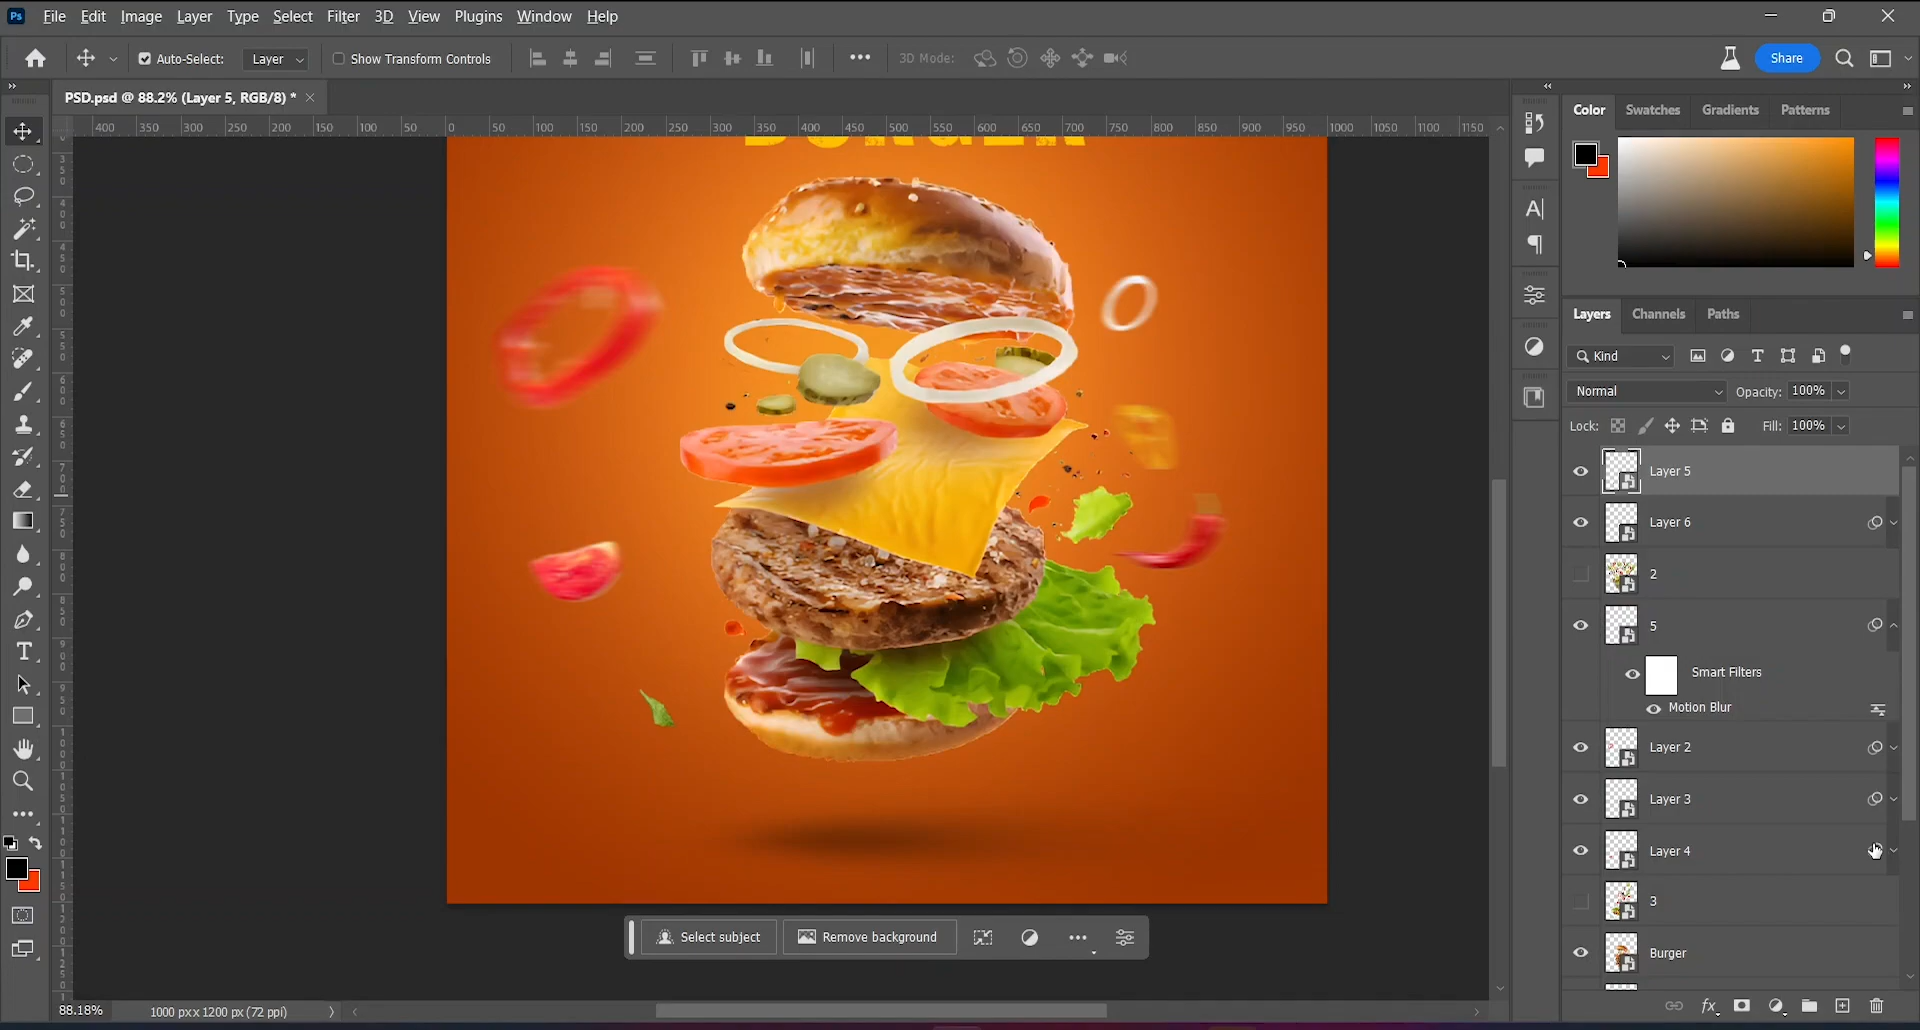 Ps File Edit Image Layer Type Select Filter 3D View Plugins Window Help
Auto-Select: Layer Show Transform Controls 3D Mode: Share
PSD.psd @ 88.2% (Layer 5, RGB/8) *
400 350 300 250 200 150 100 50 0 50 100 150 200 250 300 350 400 450 500 550 600 650 700 750 800 850 900 950 1000 1050 1100 1150
BURGER
Color Swatches Gradients Patterns
Layers Channels Paths
Kind
Normal Opacity: 100%
Lock: Fill: 100%
Layer 5
Layer 6
2
5
Smart Filters
Motion Blur
Layer 2
Layer 3
Layer 4
3
Burger
Select subject Remove background
88.18% 1000 px x 1200 px (72 ppi)